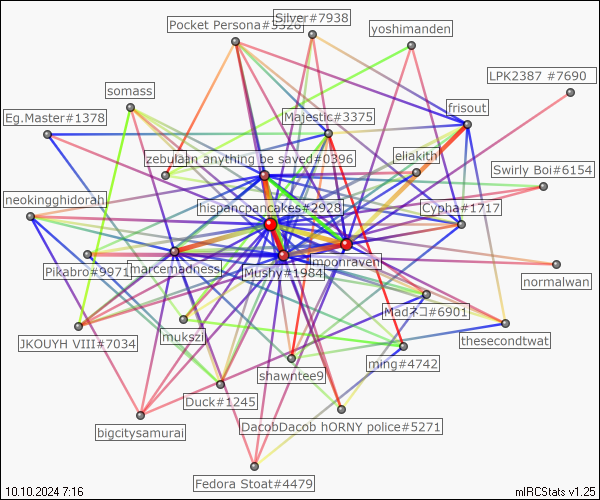 Pocket Persona#3326
Silver#7938
yoshimanden
LPK2387 #7690
somass
frisout
Eg.Master#1378
Majestic#3375
zebulan
anything be saved#0396
eliakith
Swirly Boi#6154
neokingghidorah
hispancpancakes#2928
Cypha#1717
Pikabro#9971
marcemadness
Mushy#1984
moonraven
normalwan
JKOUYH VIII#7034
mukszi
Madネコ#6901
thesecondtwat
shawntee9
ming#4742
Duck#1245
DacobDacob hORNY police#5271
bigcitysamurai
Fedora Stoat#4479
10.10.2024 7:16
mIRCStats v1.25